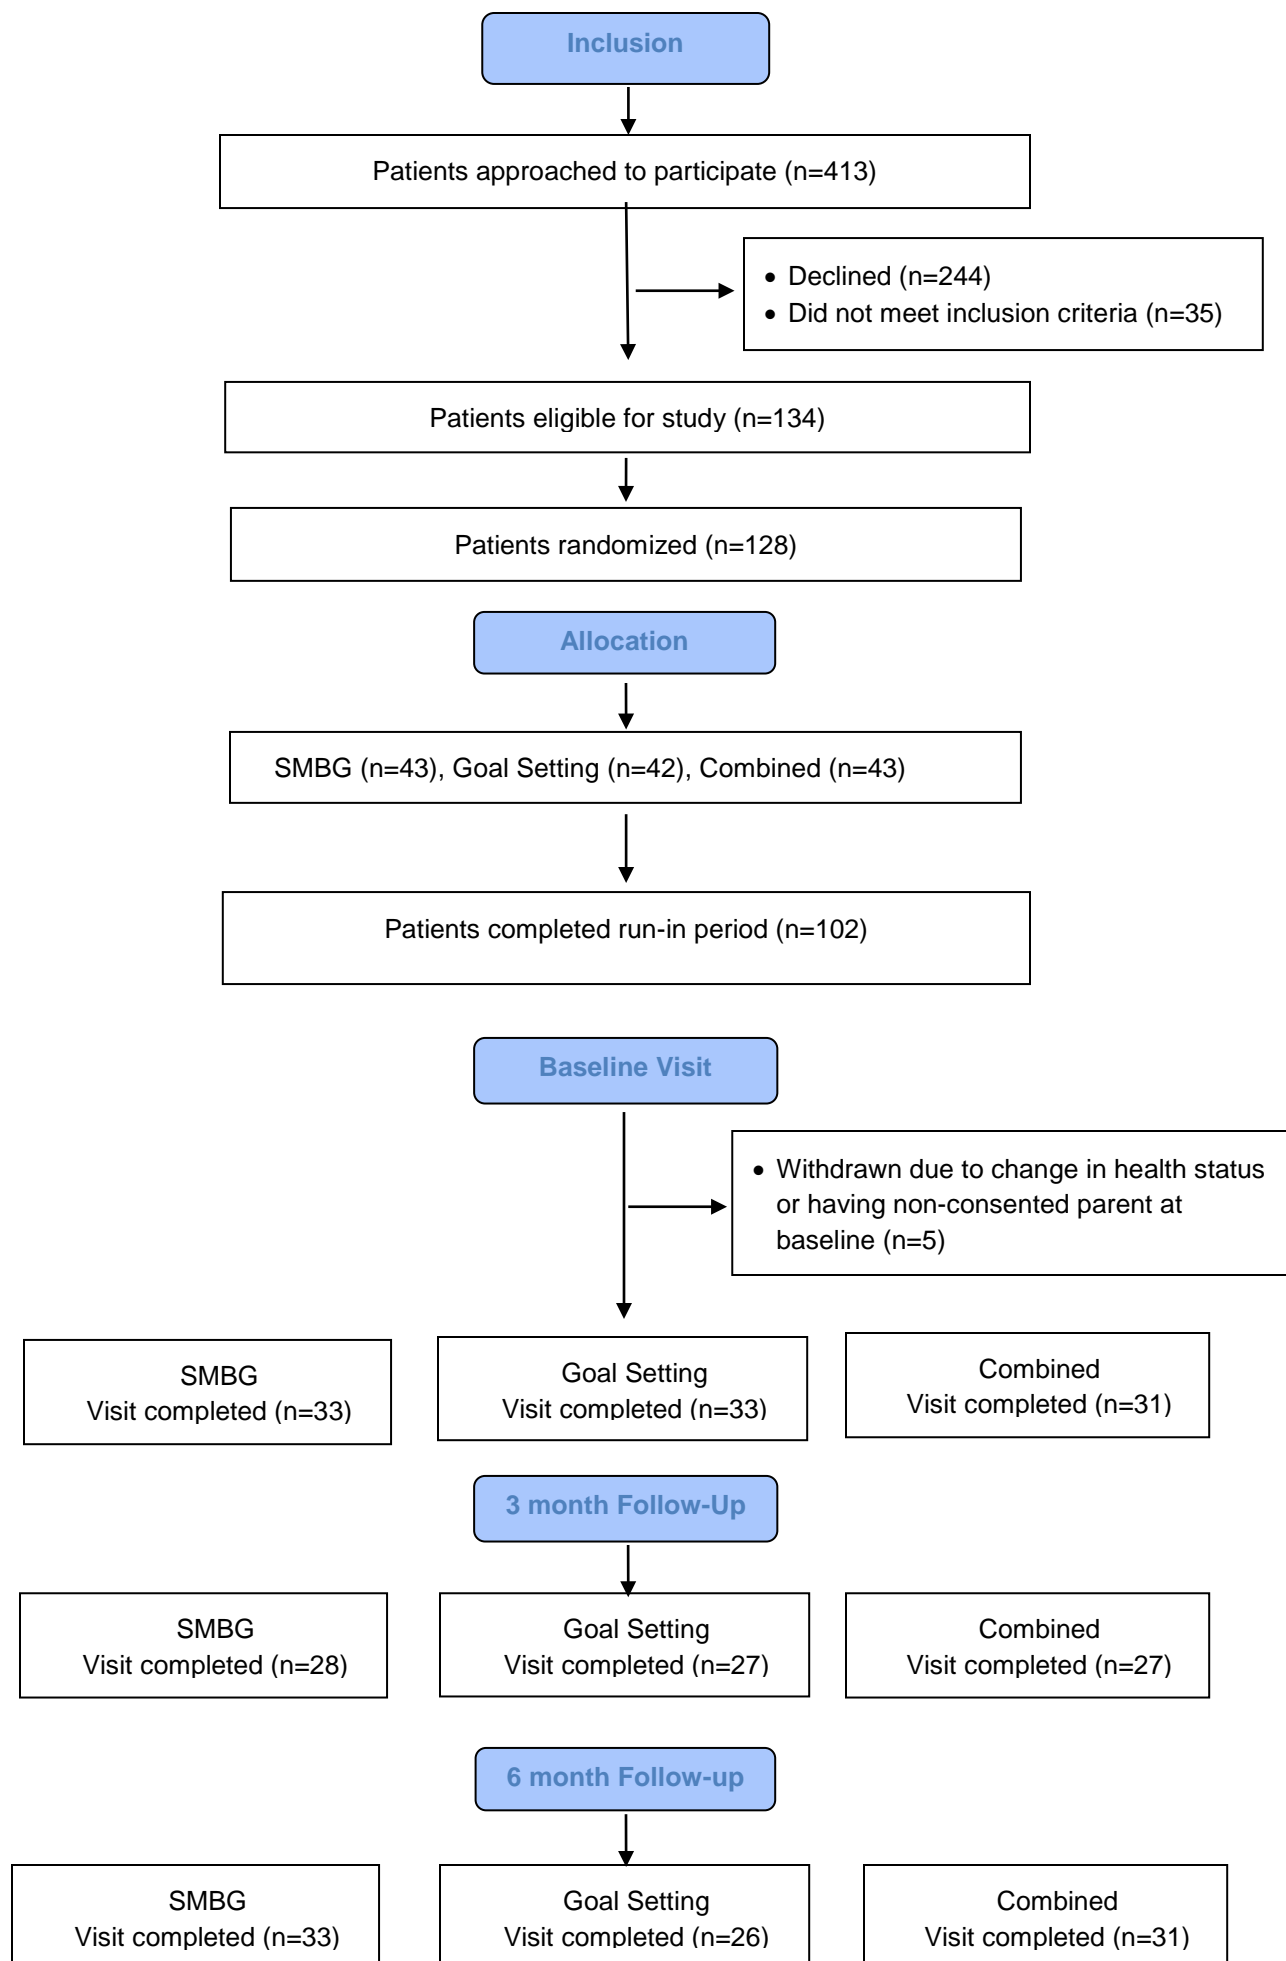 Inclusion
Patients approached to participate (n=413)
• Declined (n=244)
• Did not meet inclusion criteria (n=35)
Patients eligible for study (n=134)
Patients randomized (n=128)
Allocation
SMBG (n=43), Goal Setting (n=42), Combined (n=43)
Patients completed run-in period (n=102)
Baseline Visit
• Withdrawn due to change in health status
or having non-consented parent at
baseline (n=5)
SMBG
Visit completed (n=33)
Goal Setting
Visit completed (n=33)
Combined
Visit completed (n=31)
3 month Follow-Up
SMBG
Visit completed (n=28)
Goal Setting
Visit completed (n=27)
Combined
Visit completed (n=27)
6 month Follow-up
SMBG
Visit completed (n=33)
Goal Setting
Visit completed (n=26)
Combined
Visit completed (n=31)